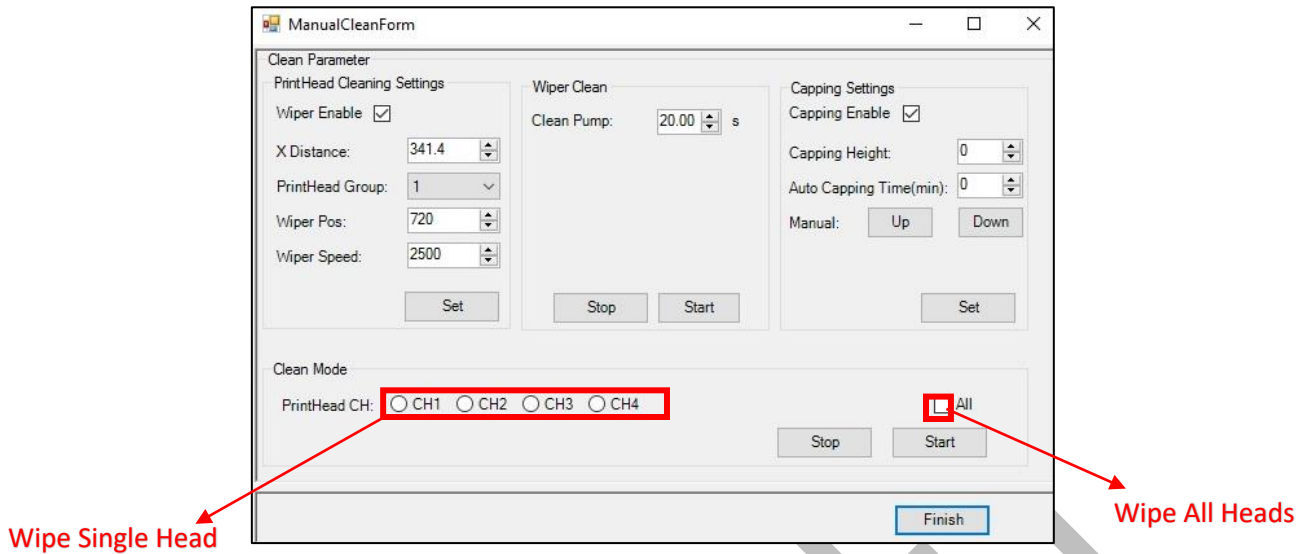 ManualCleanForm
Clean Parameter
PrintHead Cleaning Settings
Wiper Enable
X Distance: 341.4
PrintHead Group: 1
Wiper Pos: 720
Wiper Speed: 2500
Set
Wiper Clean
Clean Pump: 20.00 s
Stop Start
Capping Settings
Capping Enable
Capping Height: 0
Auto Capping Time(min): 0
Manual: Up Down
Set
Clean Mode
PrintHead CH: CH1 CH2 CH3 CH4 All
Stop Start
Finish
Wipe Single Head
Wipe All Heads